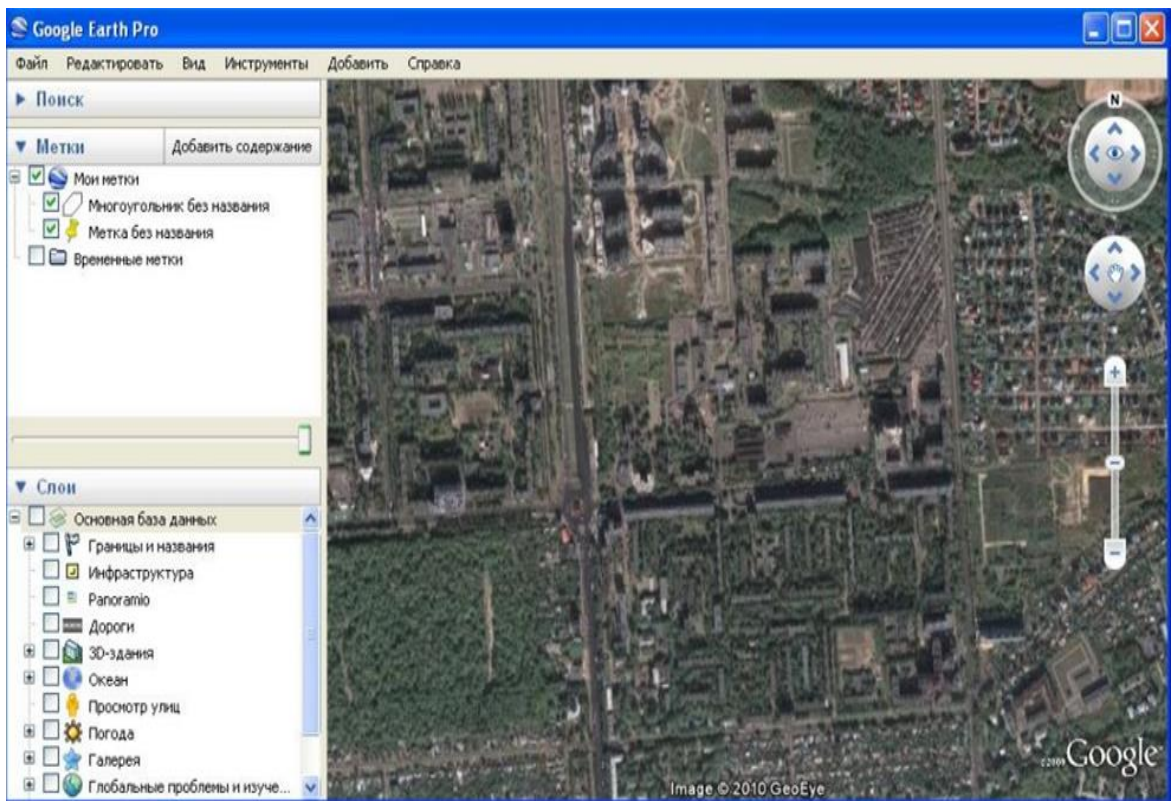 Google Earth Pro
Файл Редактировать Вид Инструменты Добавить Справка
Поиск
Метки Добавить содержание
Мои метки
Многоугольник без названия
Метка без названия
Временные метки
Слои
Основная база данных
Границы и названия
Инфраструктура
Panoramio
Дороги
3D-здания
Океан
Просмотр улиц
Погода
Галерея
Глобальные проблемы и изуче...
N
Google
Image © 2010 GeoEye